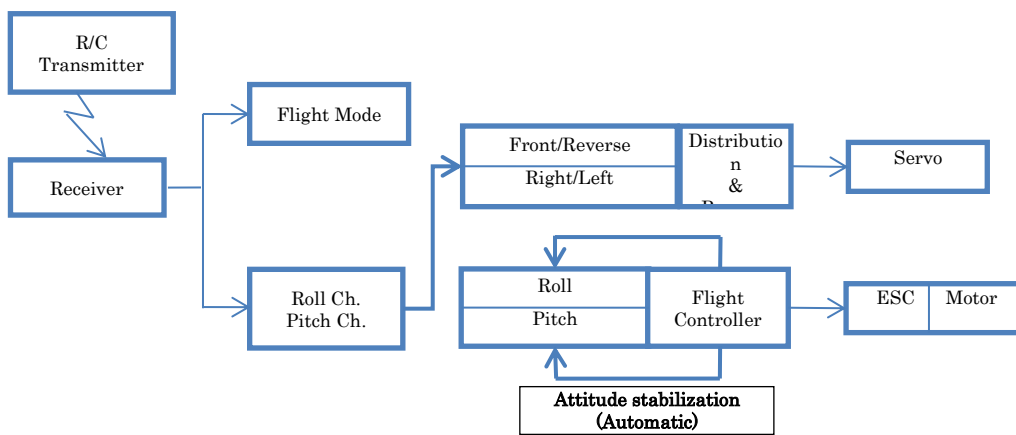 R/C
Transmitter
Receiver
Flight Mode
Roll Ch.
Pitch Ch.
Front/Reverse
Right/Left
Distributio
n
&
Servo
Roll
Pitch
Flight
Controller
ESC
Motor
Attitude stabilization
(Automatic)